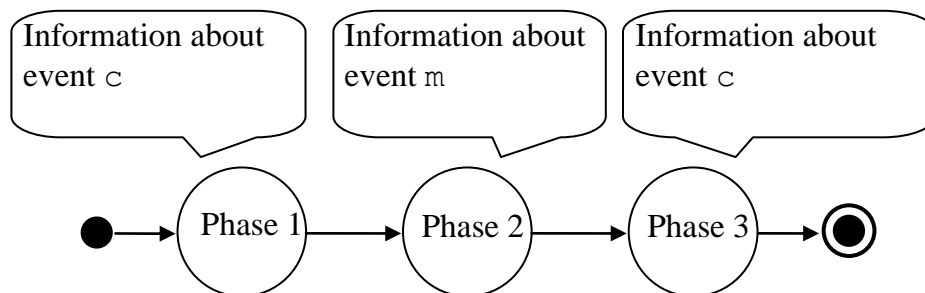 Information about
event c
Information about
event m
Information about
event c
Phase 1
Phase 2
Phase 3